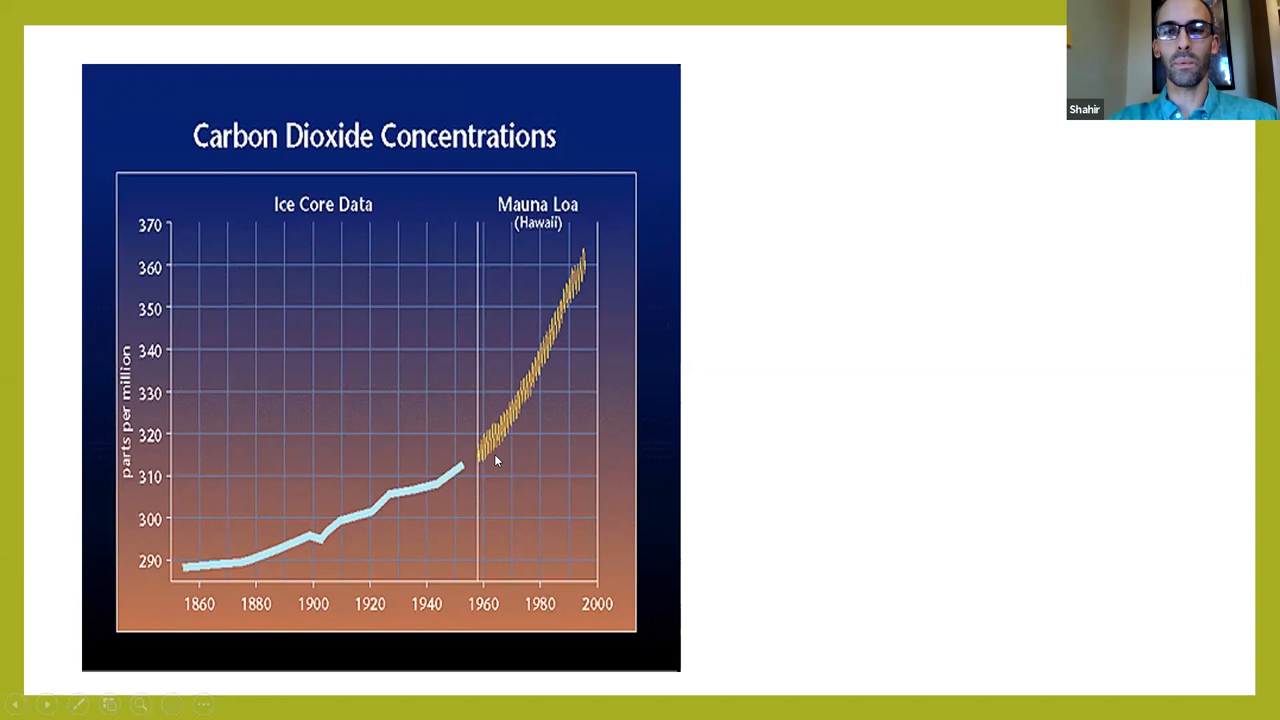 Shahir
Carbon Dioxide Concentrations
Ice Core Data
Mauna Loa
(Hawaii)
370
360
350
340
330
320
310
300
290
parts per million
1860 1880 1900 1920 1940 1960 1980 2000